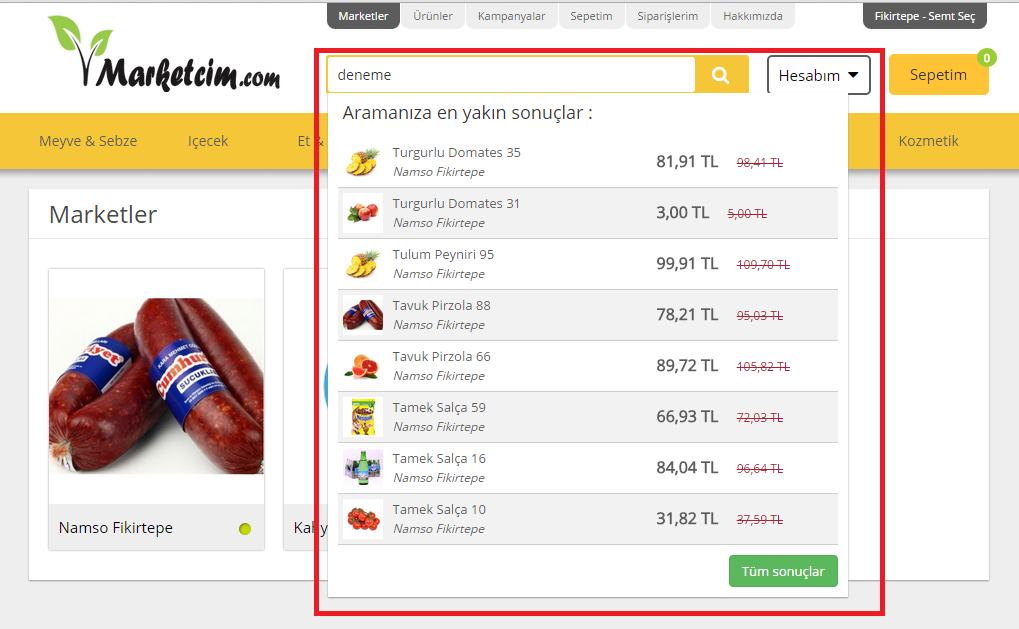 Marketler
Ürünler
Kampanyalar
Sepetim
Siparişlerim
Hakkımızda
Fikirtepe - Semt Seç
Marketcim.com
deneme
Hesabım
Sepetim
0
Meyve & Sebze
İçecek
Et &
Kozmetik
Aramanıza en yakın sonuçlar :
Turgurlu Domates 35
Namso Fikirtepe
81,91 TL
98,41 TL
Turgurlu Domates 31
Namso Fikirtepe
3,00 TL
5,00 TL
Tulum Peyniri 95
Namso Fikirtepe
99,91 TL
109,70 TL
Tavuk Pirzola 88
Namso Fikirtepe
78,21 TL
95,03 TL
Tavuk Pirzola 66
Namso Fikirtepe
89,72 TL
105,82 TL
Tamek Salça 59
Namso Fikirtepe
66,93 TL
72,03 TL
Tamek Salça 16
Namso Fikirtepe
84,04 TL
96,64 TL
Tamek Salça 10
Namso Fikirtepe
31,82 TL
37,59 TL
Tüm sonuçlar
Marketler
Cumhur
SUCUKLA
Namso Fikirtepe